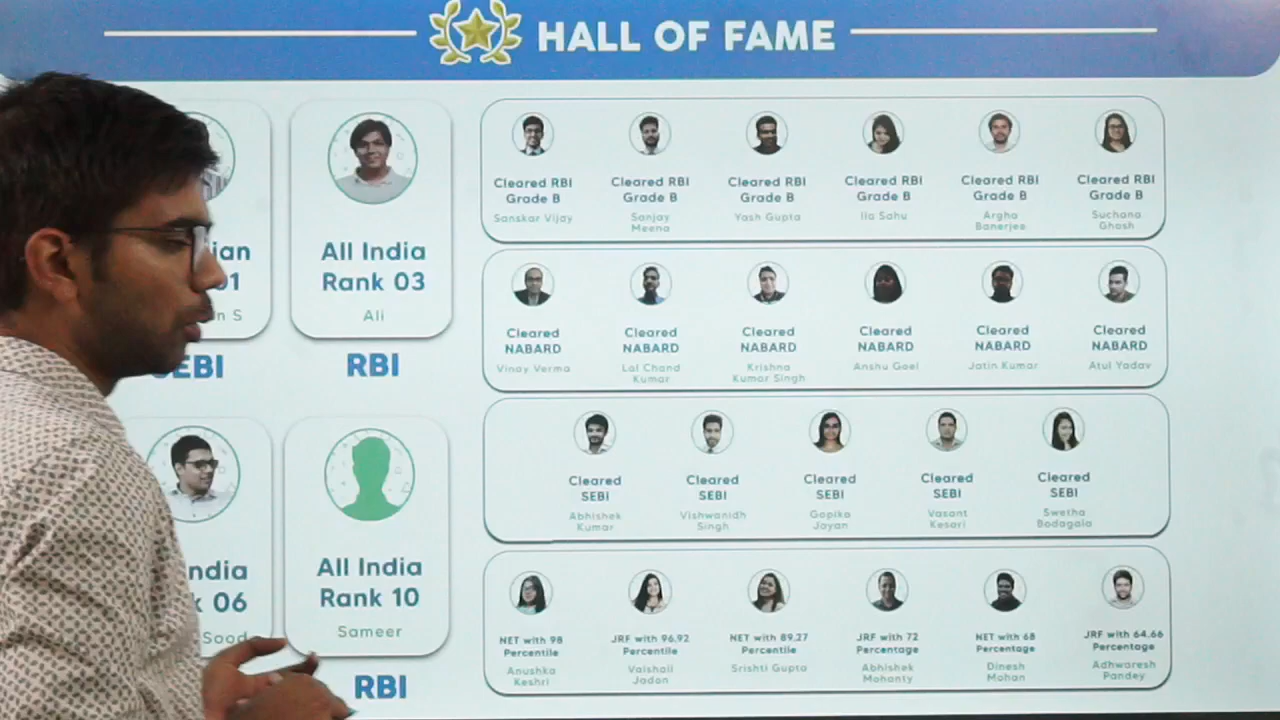 HALL OF FAME
ian
01
n S
SEBI
All India
Rank 03
Ali
RBI
ndia
06
Sood
All India
Rank 10
Sameer
RBI
Cleared RBI
Grade B
Sanskar Vijay
Cleared RBI
Grade B
Sanjay
Meena
Cleared RBI
Grade B
Yash Gupta
Cleared RBI
Grade B
Ila Sahu
Cleared RBI
Grade B
Argha
Banerjee
Cleared RBI
Grade B
Suchana
Ghosh
Cleared
NABARD
Vinay Verma
Cleared
NABARD
Lal Chand
Kumar
Cleared
NABARD
Krishna
Kumar Singh
Cleared
NABARD
Anshu Goel
Cleared
NABARD
Jatin Kumar
Cleared
NABARD
Atul Yadav
Cleared
SEBI
Abhishek
Kumar
Cleared
SEBI
Vishwanidh
Singh
Cleared
SEBI
Gopika
Jayan
Cleared
SEBI
Vasant
Kesari
Cleared
SEBI
Swetha
Bodagala
NET with 98
Percentile
Anushka
Keshri
JRF with 96.92
Percentile
Vaishali
Jadon
NET with 89.27
Percentile
Srishti Gupta
JRF with 72
Percentage
Abhishek
Mohanty
NET with 68
Percentage
Dinesh
Mohan
JRF with 64.66
Percentage
Adhwaresh
Pandey